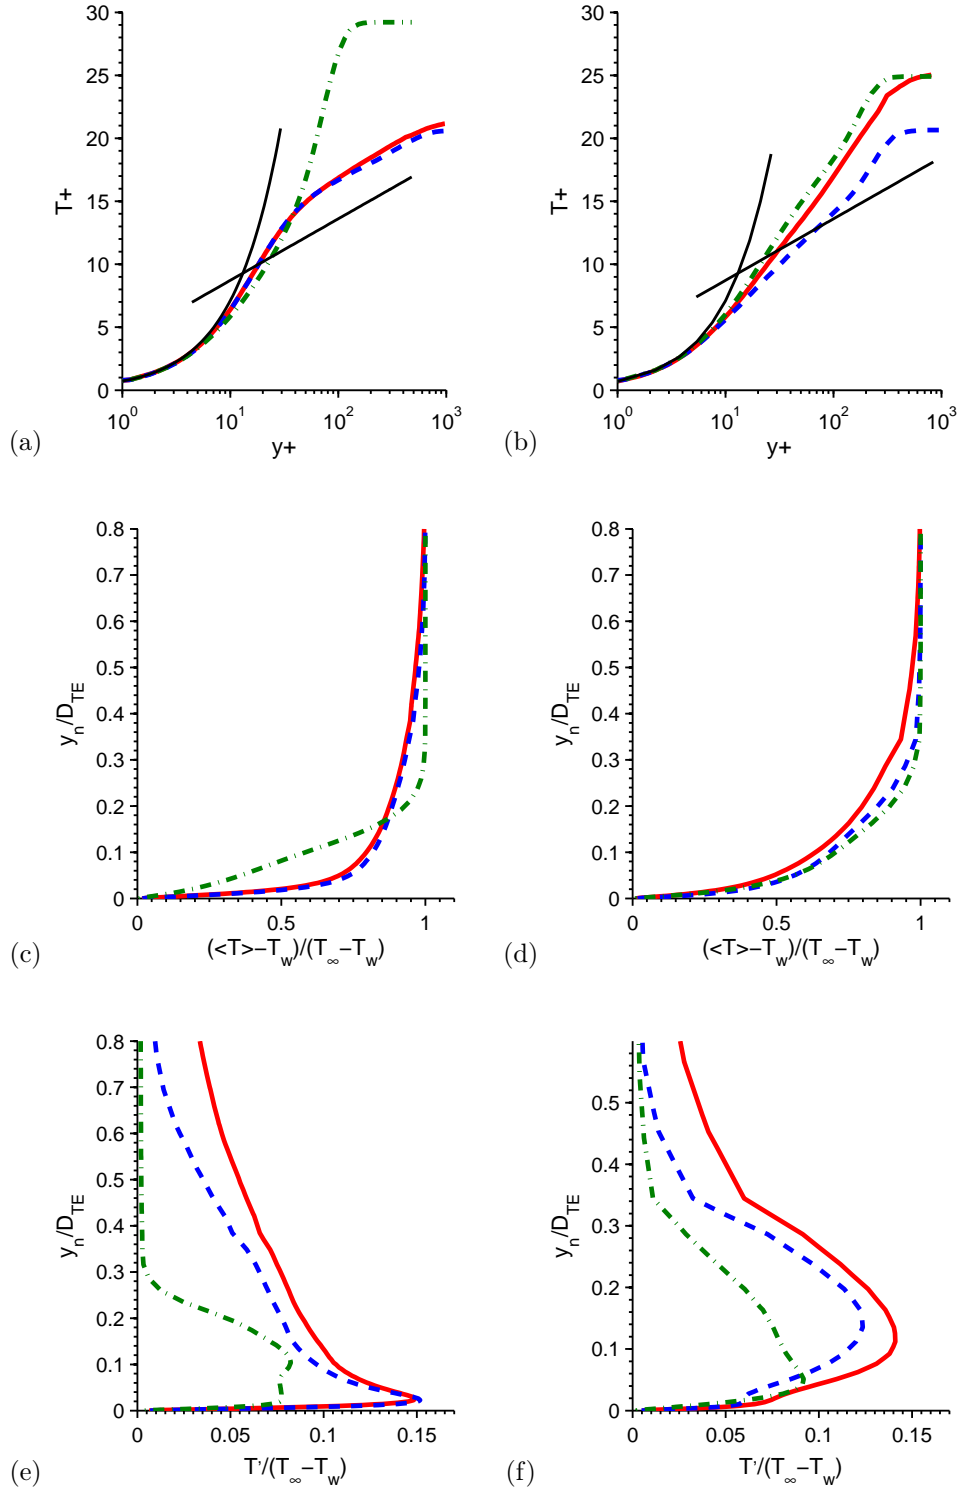 30
25
20
15
10
5
0
T+
10^0 10^1 10^2 10^3
y+
(a)
30
25
20
15
10
5
0
T+
10^0 10^1 10^2 10^3
y+
(b)
0.8
0.7
0.6
0.5
0.4
0.3
0.2
0.1
0
y_n/D_TE
0.5 1
(<T>−T_w)/(T_∞−T_w)
(c)
0.8
0.7
0.6
0.5
0.4
0.3
0.2
0.1
0
y_n/D_TE
0 0.5 1
(<T>−T_w)/(T_∞−T_w)
(d)
0.8
0.7
0.6
0.5
0.4
0.3
0.2
0.1
0
y_n/D_TE
0 0.05 0.1 0.15
T'/(T_∞−T_w)
(e)
0.5
0.4
0.3
0.2
0.1
0
y_n/D_TE
0 0.05 0.1 0.15
T'/(T_∞−T_w)
(f)